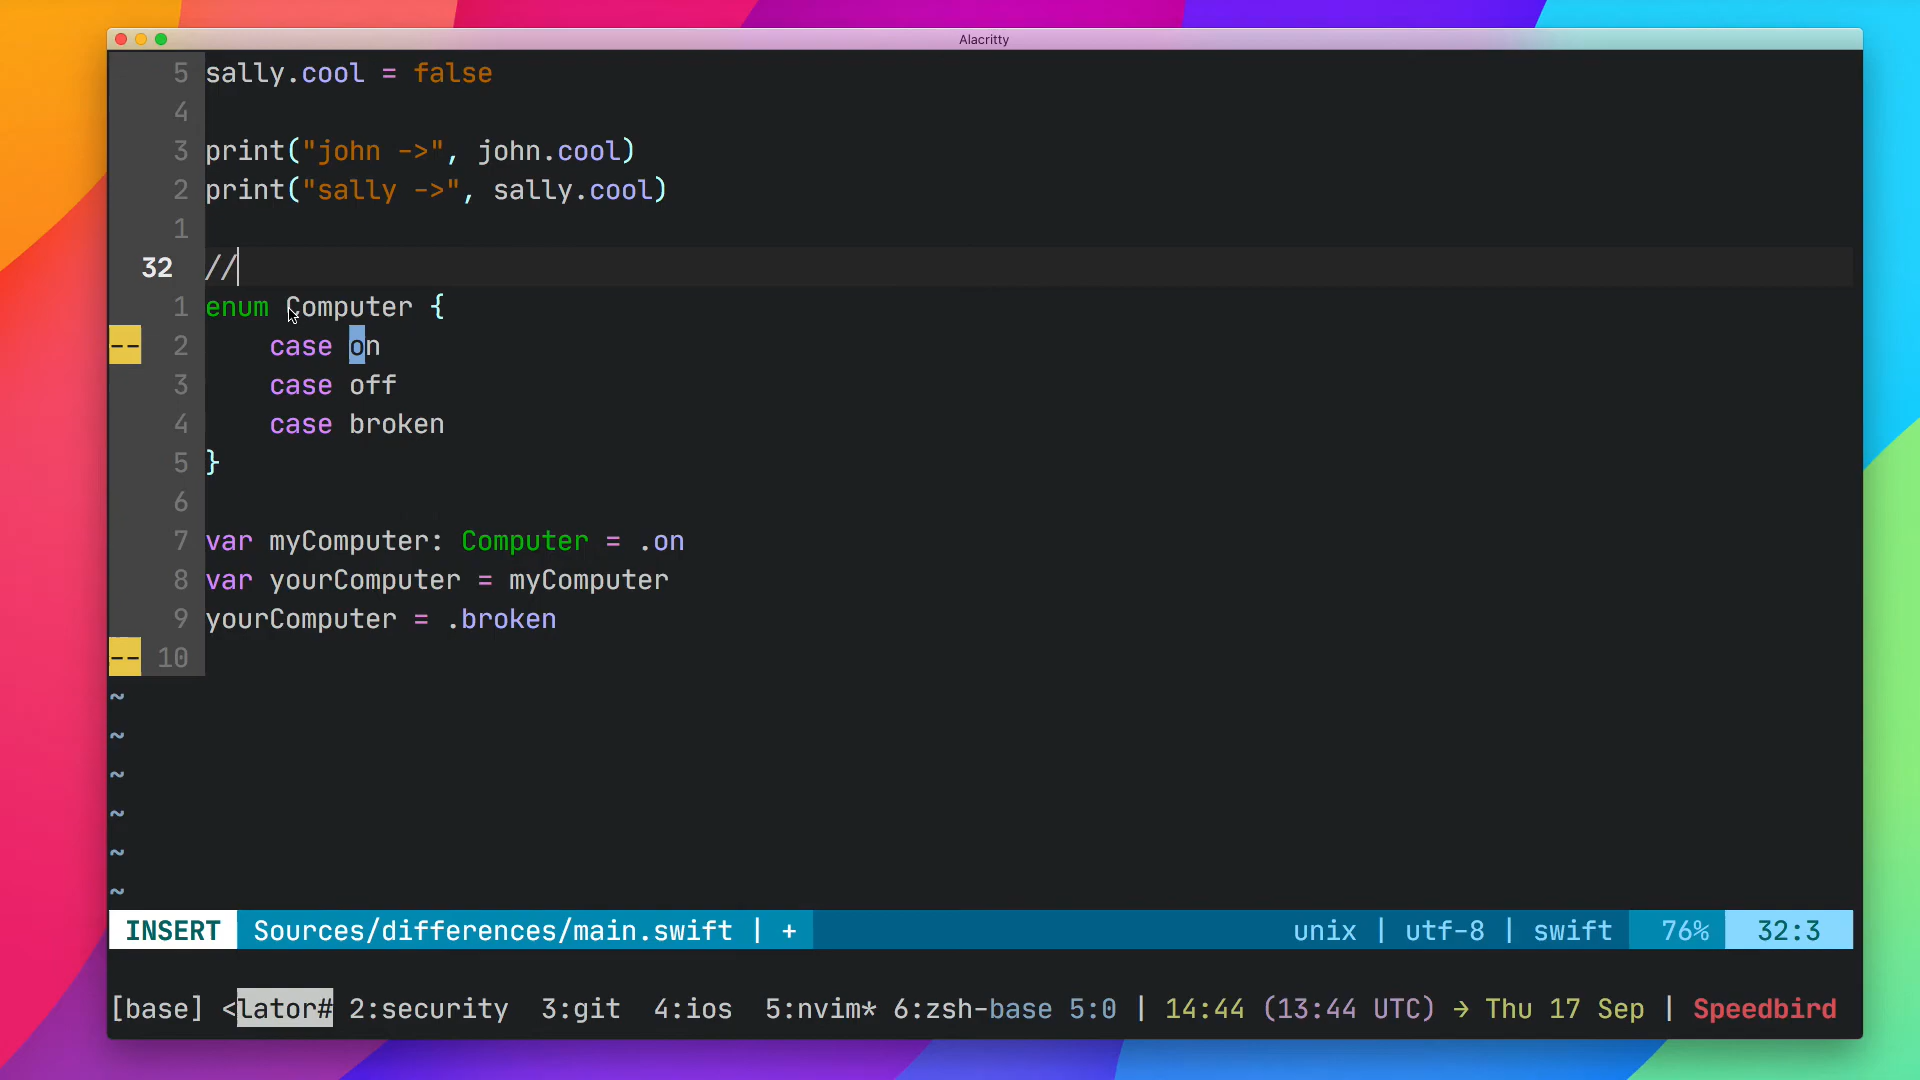 Alacritty
5 sally.cool = false
4
3 print("john ->", john.cool)
2 print("sally ->", sally.cool)
1
32 //
1 enum Computer {
-- 2     case on
3     case off
4     case broken
5 }
6
7 var myComputer: Computer = .on
8 var yourComputer = myComputer
9 yourComputer = .broken
-- 10
~
~
~
~
~
~
INSERT Sources/differences/main.swift | + unix | utf-8 | swift 76% 32:3
[base] <lator# 2:security 3:git 4:ios 5:nvim* 6:zsh-base 5:0 | 14:44 (13:44 UTC) → Thu 17 Sep | Speedbird